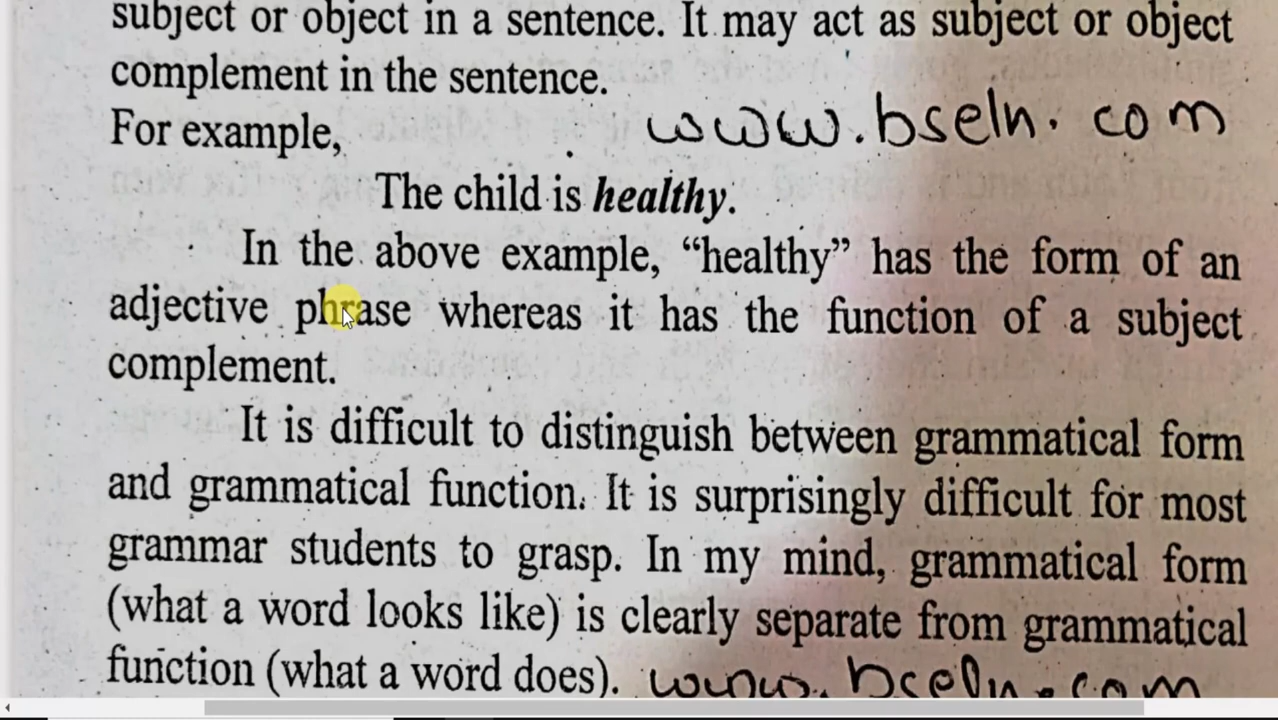 subject or object in a sentence. It may act as subject or object
complement in the sentence.
For example,
www.bseln.com
The child is healthy.
In the above example, “healthy” has the form of an
adjective phrase whereas it has the function of a subject
complement.
It is difficult to distinguish between grammatical form
and grammatical function. It is surprisingly difficult for most
grammar students to grasp. In my mind, grammatical form
(what a word looks like) is clearly separate from grammatical
function (what a word does).
www.bseln.com